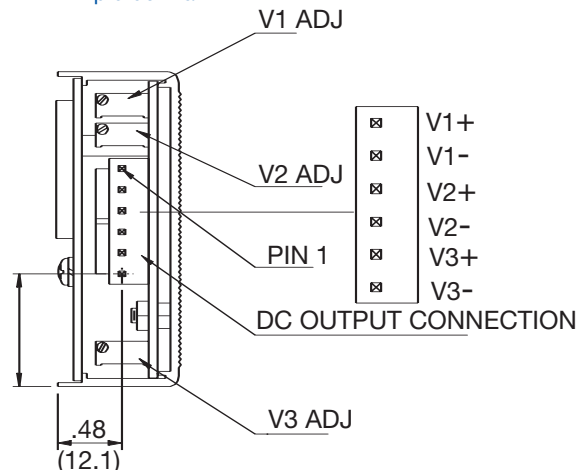 V1 ADJ
V2 ADJ
PIN 1
DC OUTPUT CONNECTION
V3 ADJ
V1+
V1-
V2+
V2-
V3+
V3-
.48
(12.1)